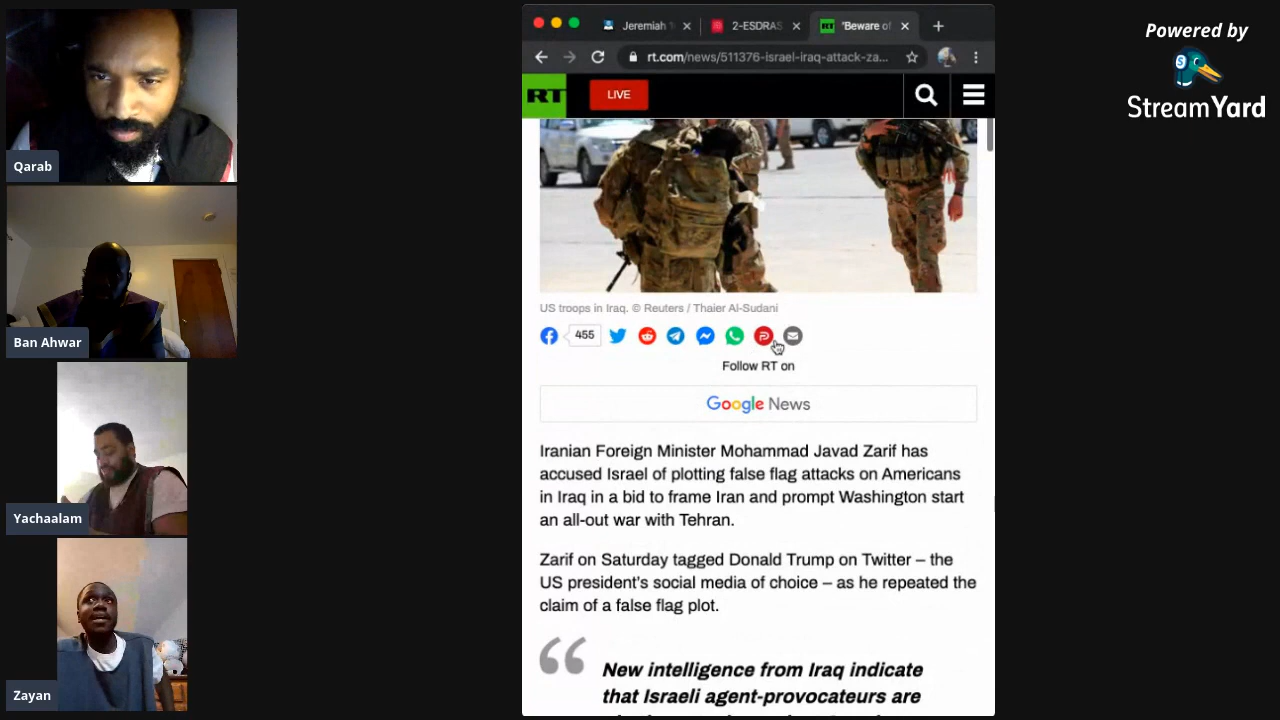 Qarab
Ban Ahwar
Yachaalam
Zayan
Jeremiah
2-ESDRAS
"Beware of
rt.com/news/511376-israel-iraq-attack-za...
RT
LIVE
US troops in Iraq. © Reuters / Thaier Al-Sudani
455
Follow RT on
Google News
Iranian Foreign Minister Mohammad Javad Zarif has
accused Israel of plotting false flag attacks on Americans
in Iraq in a bid to frame Iran and prompt Washington start
an all-out war with Tehran.
Zarif on Saturday tagged Donald Trump on Twitter – the
US president's social media of choice – as he repeated the
claim of a false flag plot.
New intelligence from Iraq indicate
that Israeli agent-provocateurs are
Powered by
StreamYard